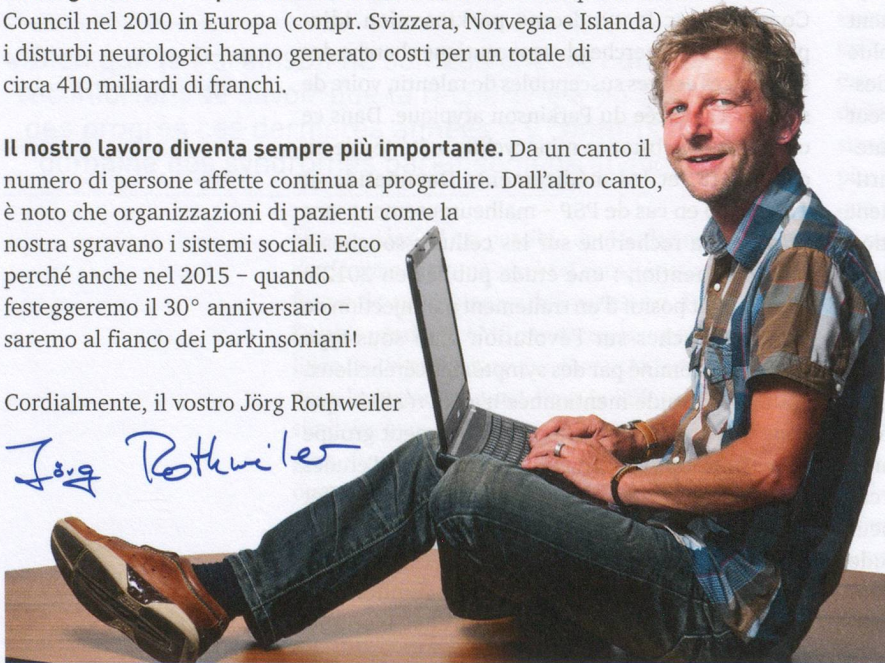 Council nel 2010 in Europa (compr. Svizzera, Norvegia e Islanda)
i disturbi neurologici hanno generato costi per un totale di
circa 410 miliardi di franchi.
Il nostro lavoro diventa sempre più importante. Da un canto il
numero di persone affette continua a progredire. Dall'altro canto,
è noto che organizzazioni di pazienti come la
nostra sgravano i sistemi sociali. Ecco
perché anche nel 2015 – quando
festeggeremo il 30° anniversario –
saremo al fianco dei parkinsoniani!
Cordialmente, il vostro Jörg Rothweiler
Jörg Rothweiler